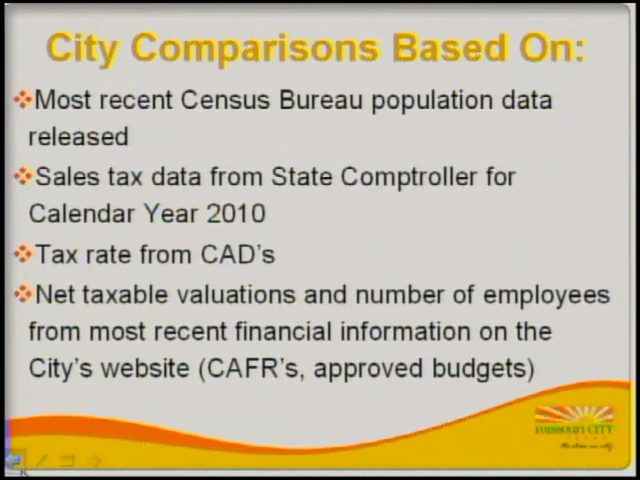 City Comparisons Based On:
Most recent Census Bureau population data
released
Sales tax data from State Comptroller for
Calendar Year 2010
Tax rate from CAD's
Net taxable valuations and number of employees
from most recent financial information on the
City's website (CAFR's, approved budgets)
missouri CITY